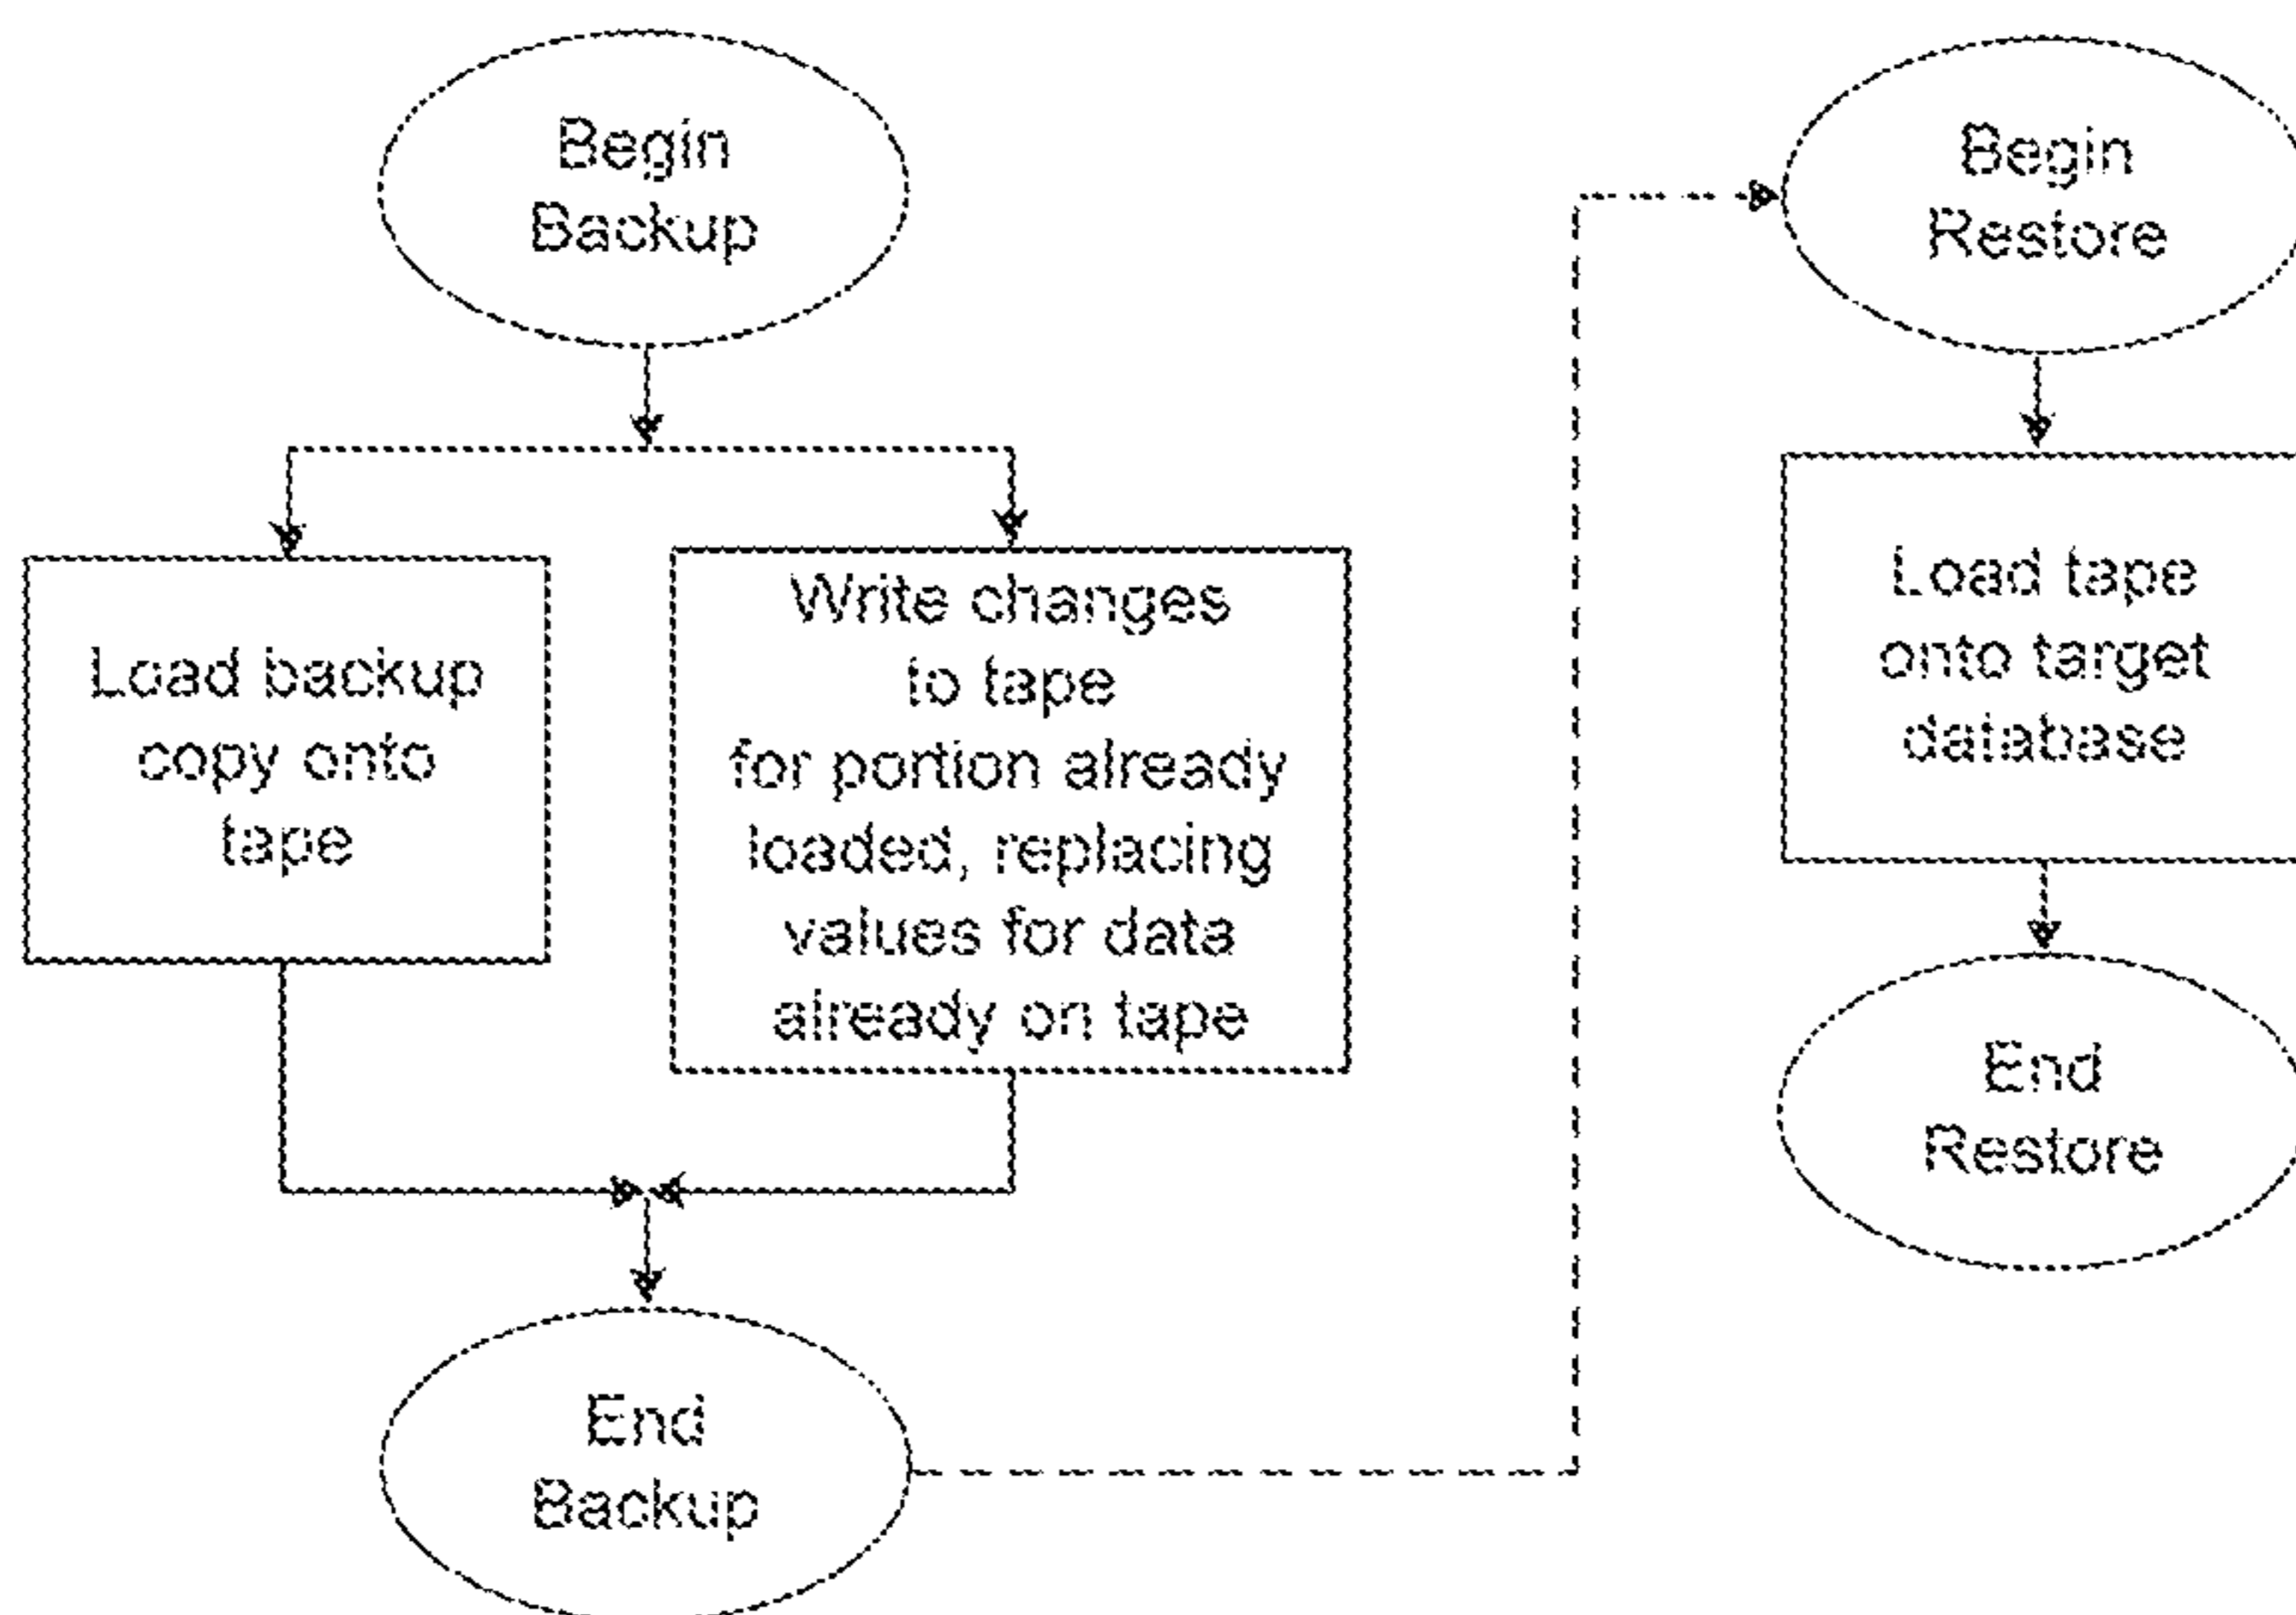 Begin
Backup
Load backup
copy onto
tape
Write changes
to tape
for portion already
loaded, replacing
values for data
already on tape
End
Backup
Begin
Restore
Load tape
onto target
database
End
Restore